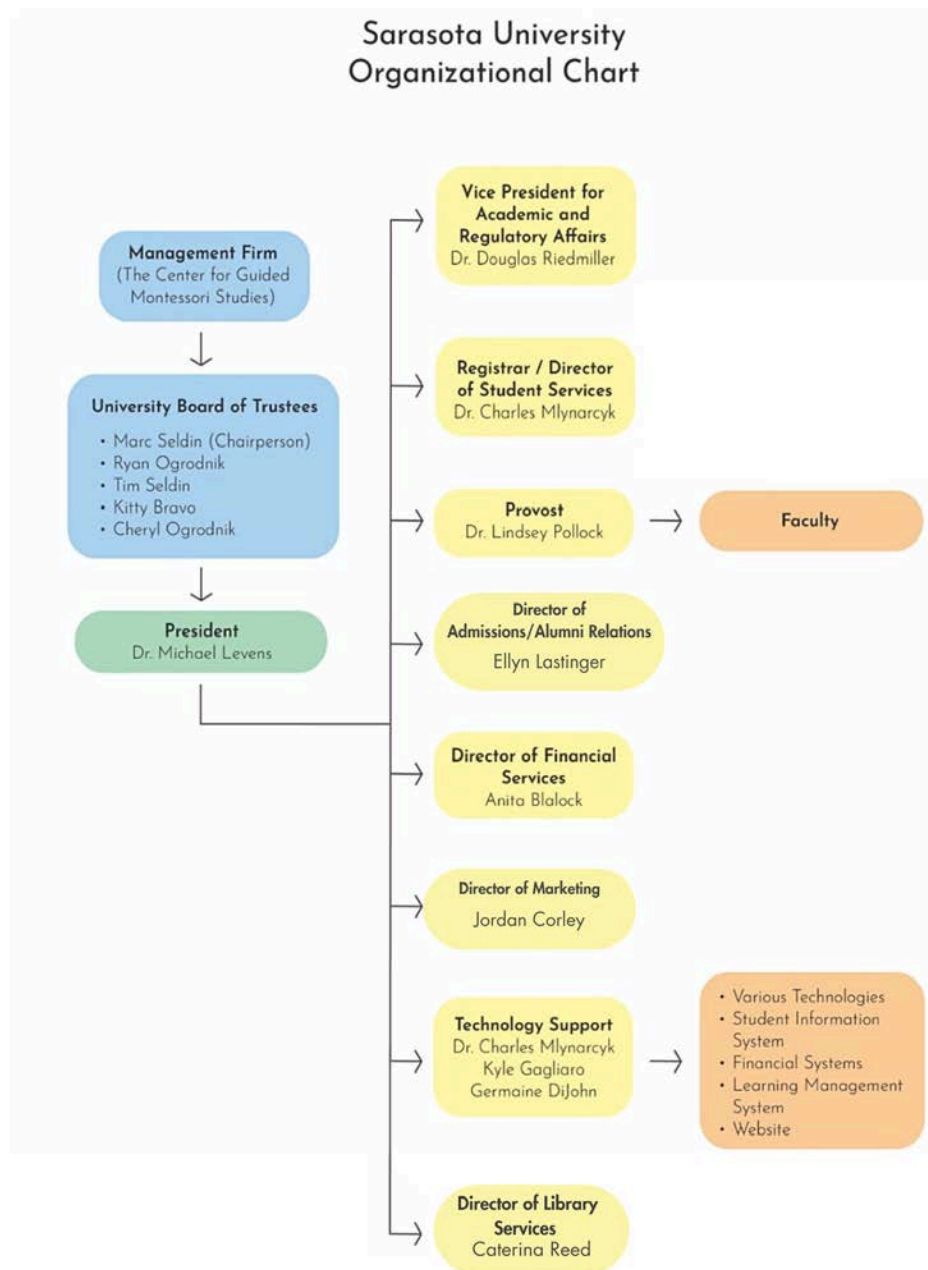 Sarasota University
Organizational Chart
Management Firm
(The Center for Guided
Montessori Studies)
University Board of Trustees
• Marc Seldin (Chairperson)
• Ryan Ogrodnik
• Tim Seldin
• Kitty Bravo
• Cheryl Ogrodnik
President
Dr. Michael Levens
Vice President for
Academic and
Regulatory Affairs
Dr. Douglas Riedmiller
Registrar / Director
of Student Services
Dr. Charles Mlynarcyk
Provost
Dr. Lindsey Pollock
Faculty
Director of
Admissions/Alumni Relations
Ellyn Lastinger
Director of Financial
Services
Anita Blalock
Director of Marketing
Jordan Corley
Technology Support
Dr. Charles Mlynarcyk
Kyle Gagliaro
Germaine DiJohn
• Various Technologies
• Student Information
System
• Financial Systems
• Learning Management
System
• Website
Director of Library
Services
Caterina Reed